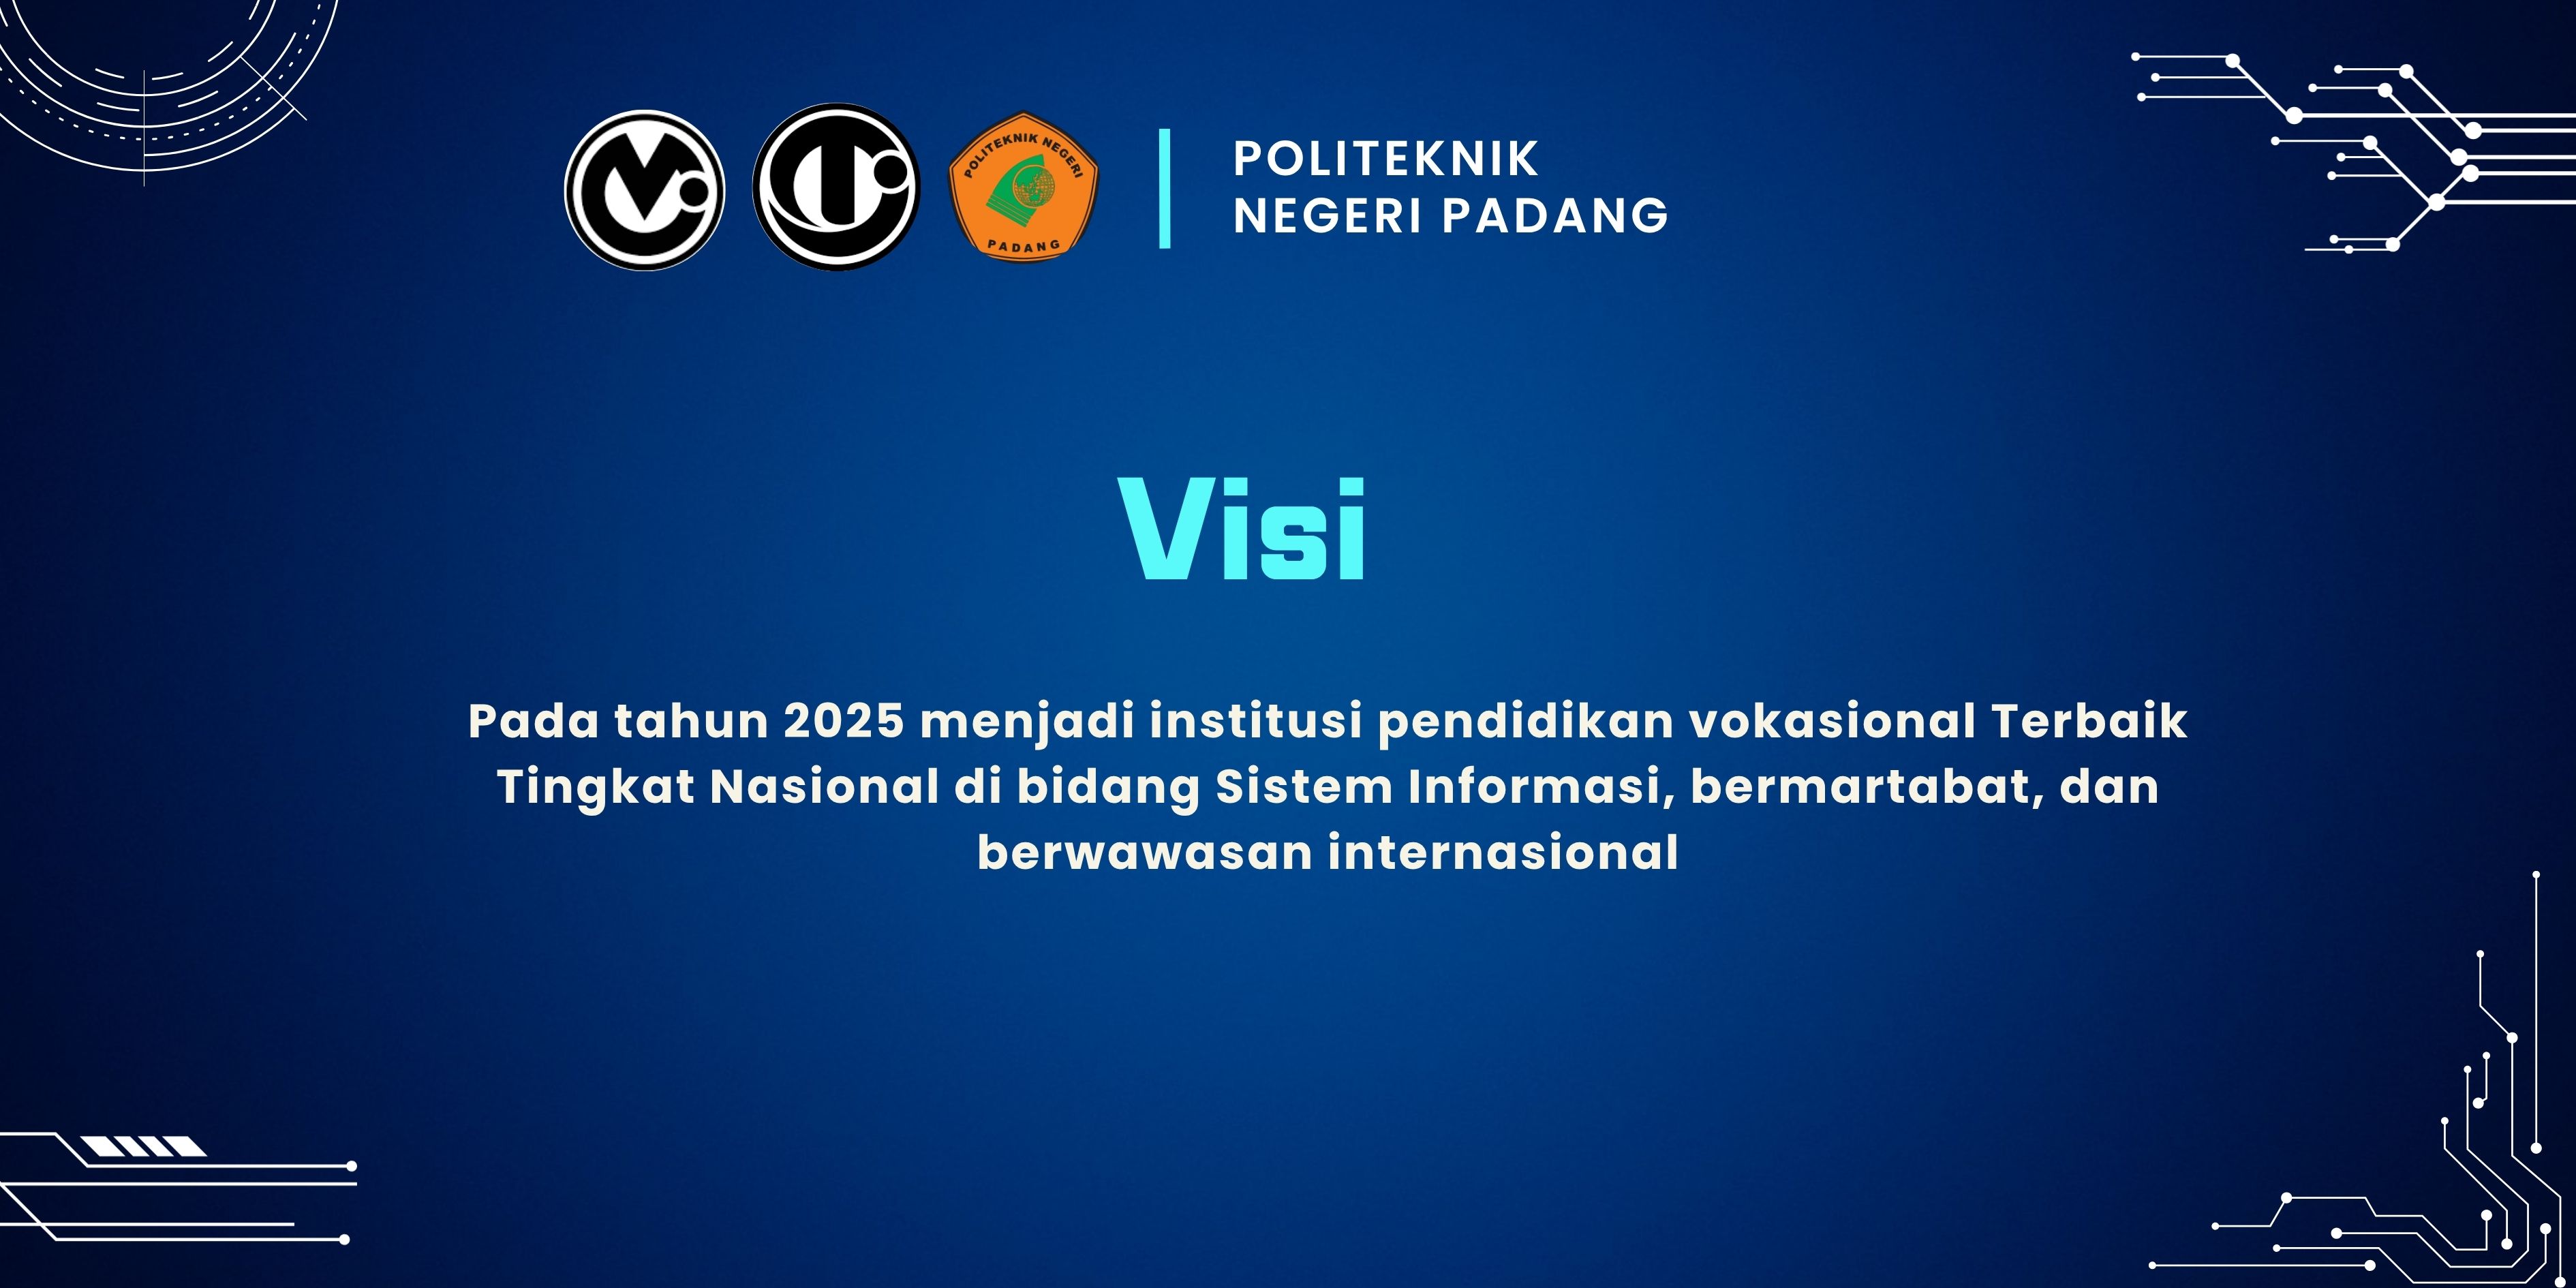 POLITEKNIK NEGERI
PADANG
POLITEKNIK
NEGERI PADANG
Visi
Pada tahun 2025 menjadi institusi pendidikan vokasional Terbaik
Tingkat Nasional di bidang Sistem Informasi, bermartabat, dan
berwawasan internasional